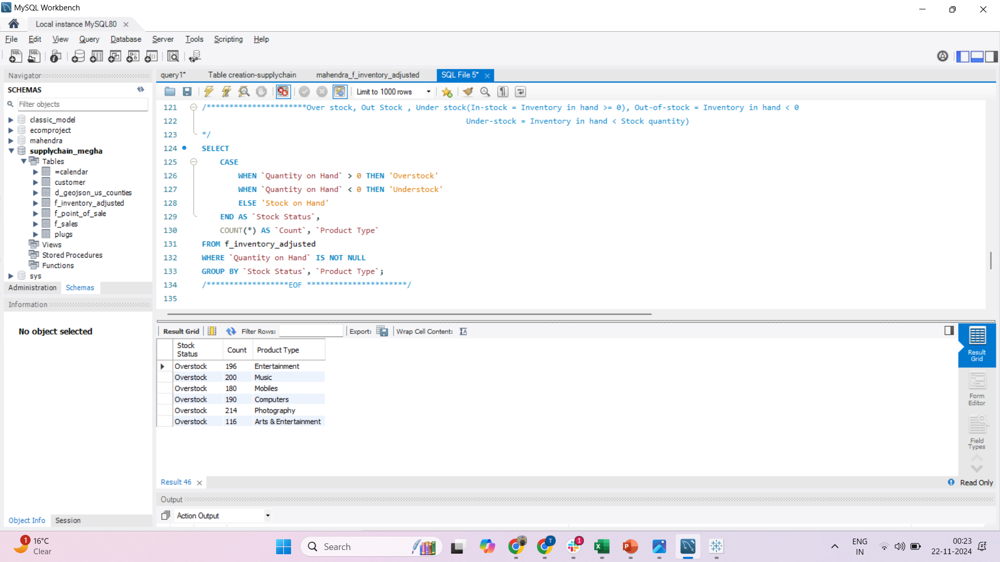 MySQL Workbench
Local instance MySQL80
File Edit View Query Database Server Tools Scripting Help
Navigator
SCHEMAS
Filter objects
classic_model
ecomproject
mahendra
supplychain_megha
Tables
=calendar
customer
d_geojson_us_counties
f_inventory_adjusted
f_point_of_sale
f_sales
plugs
Views
Stored Procedures
Functions
sys
Administration Schemas
Information
No object selected
Object Info Session
query1* Table creation-supplychain mahendra_f_inventory_adjusted SQL File 5*
Limit to 1000 rows
121 /**********************Over stock, Out Stock , Under stock(In-stock = Inventory in hand >= 0), Out-of-stock = Inventory in hand < 0
122 Under-stock = Inventory in hand < Stock quantity)
123 */
124 SELECT
125 CASE
126 WHEN `Quantity on Hand` > 0 THEN 'Overstock'
127 WHEN `Quantity on Hand` < 0 THEN 'Understock'
128 ELSE 'Stock on Hand'
129 END AS `Stock Status`,
130 COUNT(*) AS `Count`, `Product Type`
131 FROM f_inventory_adjusted
132 WHERE `Quantity on Hand` IS NOT NULL
133 GROUP BY `Stock Status`, `Product Type`;
134 /******************EOF **********************/
135
Result Grid Filter Rows: Export: Wrap Cell Content:
Stock Status Count Product Type
Overstock 196 Entertainment
Overstock 200 Music
Overstock 180 Mobiles
Overstock 190 Computers
Overstock 214 Photography
Overstock 116 Arts & Entertainment
Result Grid
Form Editor
Field Types
Result 46
Read Only
Output
Action Output
1
16°C
Clear
Search
T
1
ENG
IN
00:23
22-11-2024